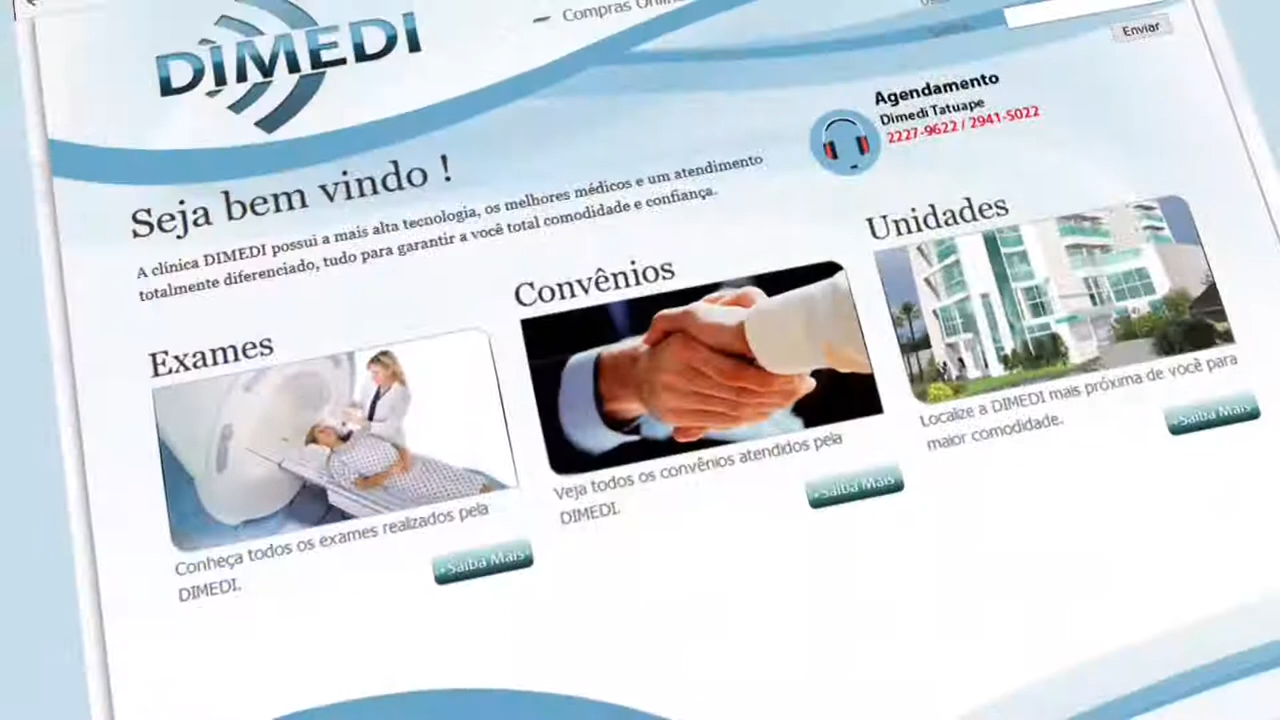 DIMEDI
Compras Online
Enviar
Agendamento
Dimedi Tatuape
2227-9622 / 2941-5022
Seja bem vindo !
A clínica DIMEDI possui a mais alta tecnologia, os melhores médicos e um atendimento
totalmente diferenciado, tudo para garantir a você total comodidade e confiança.
Exames
Conheça todos os exames realizados pela
DIMEDI.
+Saiba Mais
Convênios
Veja todos os convênios atendidos pela
DIMEDI.
+Saiba Mais
Unidades
Localize a DIMEDI mais próxima de você para
maior comodidade.
+Saiba Mais